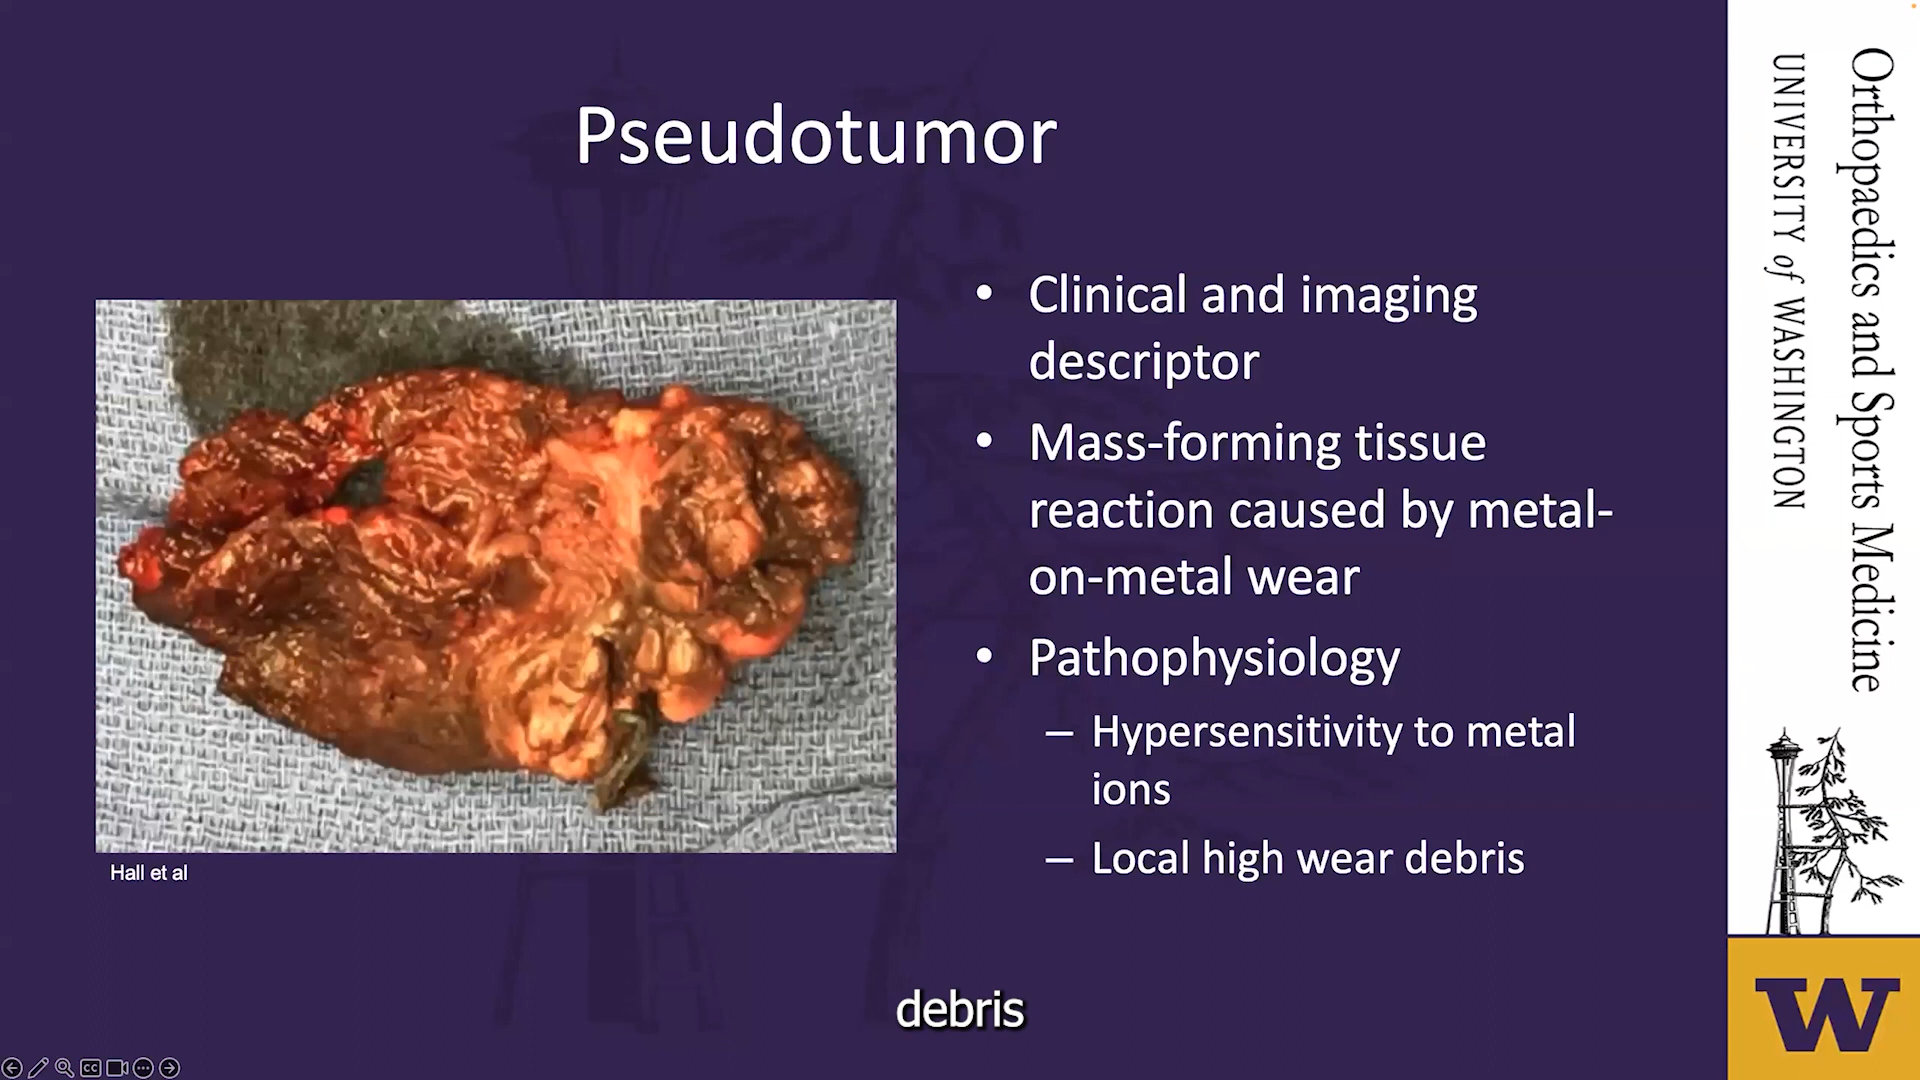 Pseudotumor
• Clinical and imaging
descriptor
• Mass-forming tissue
reaction caused by metal-
on-metal wear
• Pathophysiology
– Hypersensitivity to metal
ions
– Local high wear debris
Hall et al
debris
Orthopaedics and Sports Medicine
UNIVERSITY of WASHINGTON
W
CC